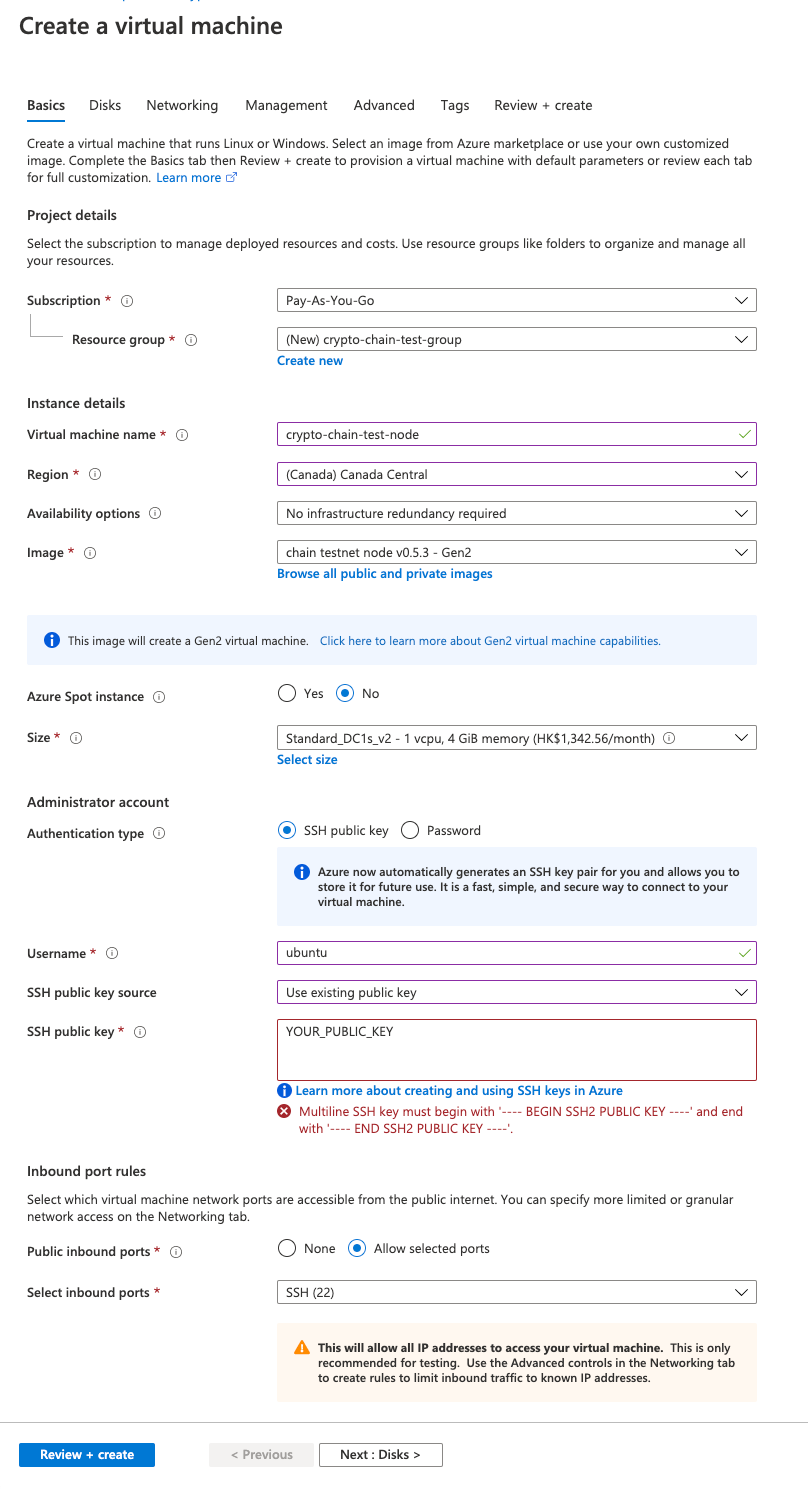 Create a virtual machine
Basics Disks Networking Management Advanced Tags Review + create
Create a virtual machine that runs Linux or Windows. Select an image from Azure marketplace or use your own customized
image. Complete the Basics tab then Review + create to provision a virtual machine with default parameters or review each tab
for full customization. Learn more
Project details
Select the subscription to manage deployed resources and costs. Use resource groups like folders to organize and manage all
your resources.
Subscription * Pay-As-You-Go
Resource group * (New) crypto-chain-test-group
Create new
Instance details
Virtual machine name * crypto-chain-test-node
Region * (Canada) Canada Central
Availability options No infrastructure redundancy required
Image * chain testnet node v0.5.3 - Gen2
Browse all public and private images
This image will create a Gen2 virtual machine. Click here to learn more about Gen2 virtual machine capabilities.
Azure Spot instance Yes No
Size * Standard_DC1s_v2 - 1 vcpu, 4 GiB memory (HK$1,342.56/month)
Select size
Administrator account
Authentication type SSH public key Password
Azure now automatically generates an SSH key pair for you and allows you to
store it for future use. It is a fast, simple, and secure way to connect to your
virtual machine.
Username * ubuntu
SSH public key source Use existing public key
SSH public key * YOUR_PUBLIC_KEY
Learn more about creating and using SSH keys in Azure
Multiline SSH key must begin with '---- BEGIN SSH2 PUBLIC KEY ----' and end
with '---- END SSH2 PUBLIC KEY ----'.
Inbound port rules
Select which virtual machine network ports are accessible from the public internet. You can specify more limited or granular
network access on the Networking tab.
Public inbound ports * None Allow selected ports
Select inbound ports * SSH (22)
This will allow all IP addresses to access your virtual machine. This is only
recommended for testing. Use the Advanced controls in the Networking tab
to create rules to limit inbound traffic to known IP addresses.
Review + create < Previous Next : Disks >